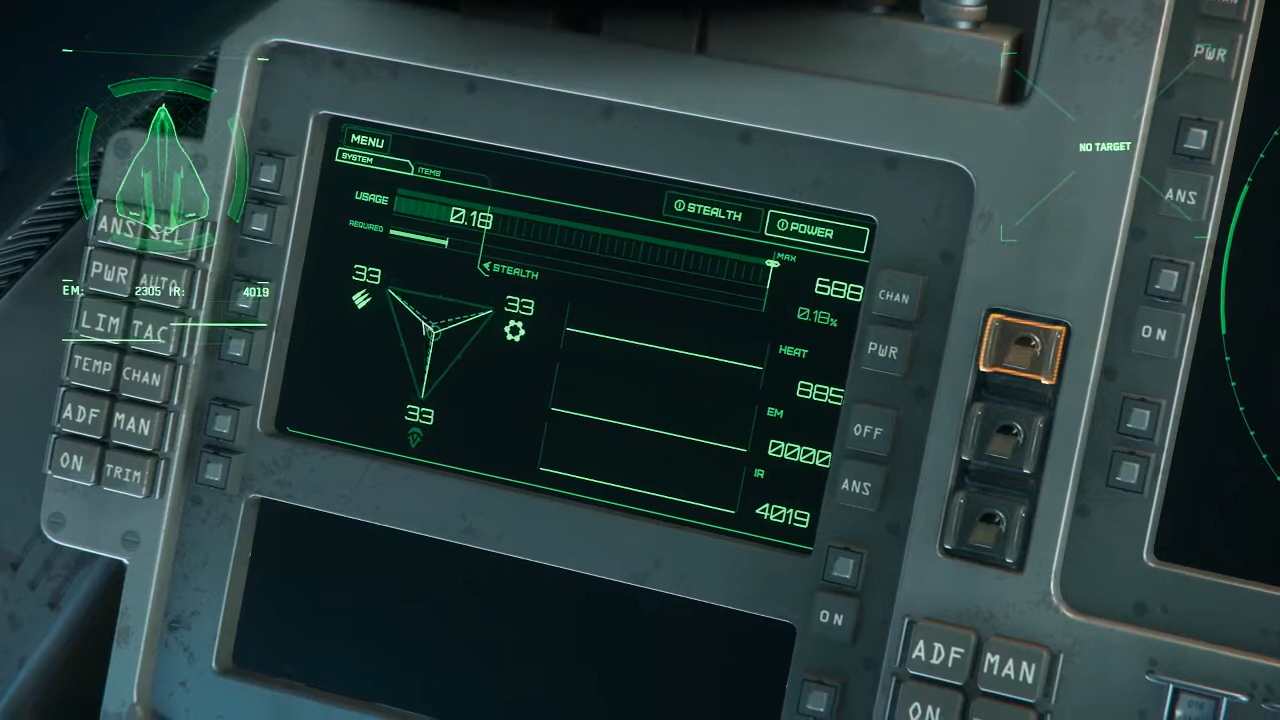 MENU
SYSTEM
ITEMS
USAGE
0.18
REQUIRED
STEALTH
POWER
MAX
STEALTH
688
0.18%
33
33
33
HEAT
885
EM
0000
IR
4019
EM: 2305 IR: 4019
NO TARGET
ANS SEL
PWR AUTO
LIM TAC
TEMP CHAN
ADF MAN
ON TRIM
CHAN
PWR
OFF
ANS
ON
PWR
ANS
ON
ADF MAN
ON